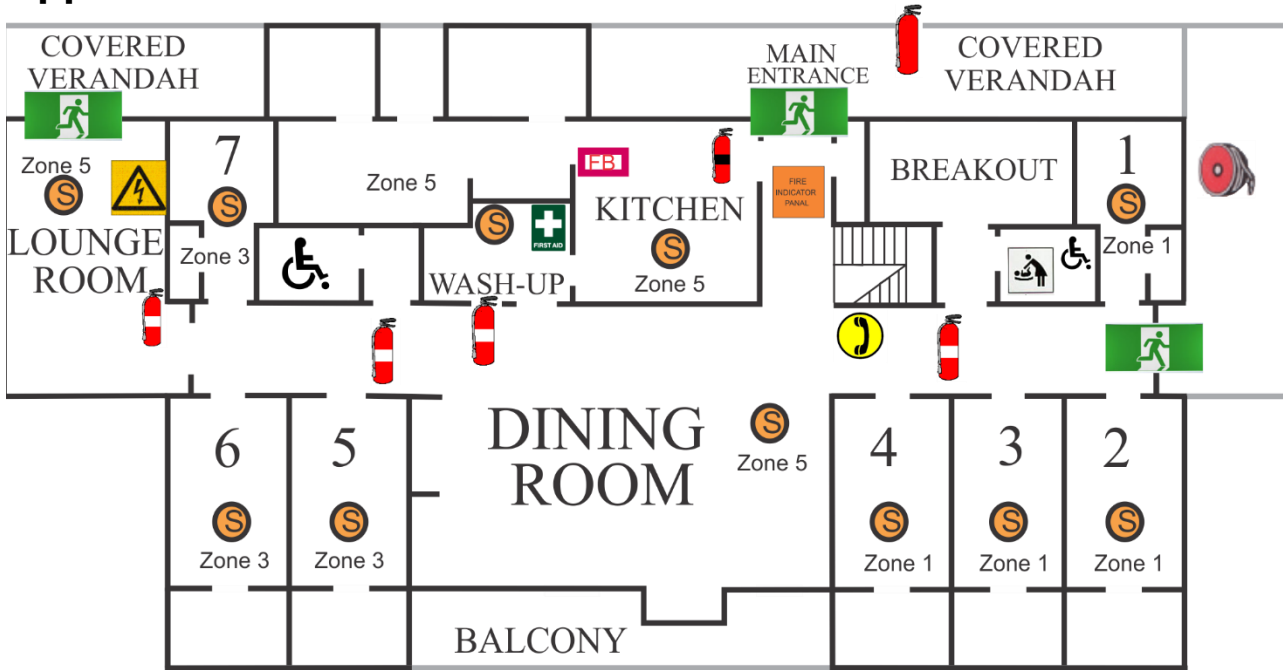 COVERED
VERANDAH
MAIN
ENTRANCE
COVERED
VERANDAH
Zone 5
7
S
S
Zone 3
Zone 5
FB
S
FIRST AID
WASH-UP
KITCHEN
S
Zone 5
FIRE
INDICATOR
PANAL
BREAKOUT
1
S
Zone 1
LOUNGE
ROOM
6
S
Zone 3
5
S
Zone 3
DINING
ROOM
S
Zone 5
4
S
Zone 1
3
S
Zone 1
2
S
Zone 1
BALCONY